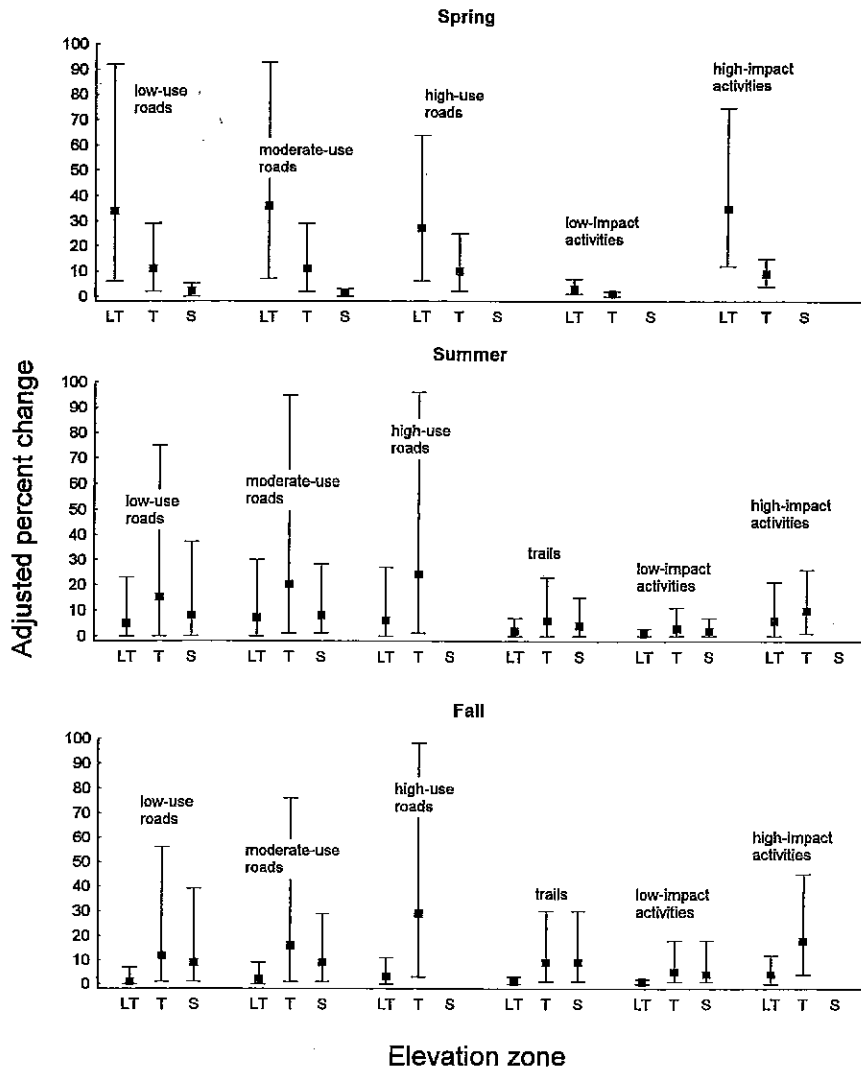 Spring
100
90
80
70
60
50
40
30
20
10
0
low-use
roads
moderate-use
roads
high-use
roads
low-impact
activities
high-impact
activities
LT T S LT T S LT T S LT T S LT T S
Summer
100
90
80
70
60
50
40
30
20
10
0
low-use
roads
moderate-use
roads
high-use
roads
trails
low-impact
activities
high-impact
activities
LT T S LT T S LT T S LT T S LT T S LT T S
Adjusted percent change
Fall
100
90
80
70
60
50
40
30
20
10
0
low-use
roads
moderate-use
roads
high-use
roads
trails
low-impact
activities
high-impact
activities
LT T S LT T S LT T S LT T S LT T S LT T S
Elevation zone